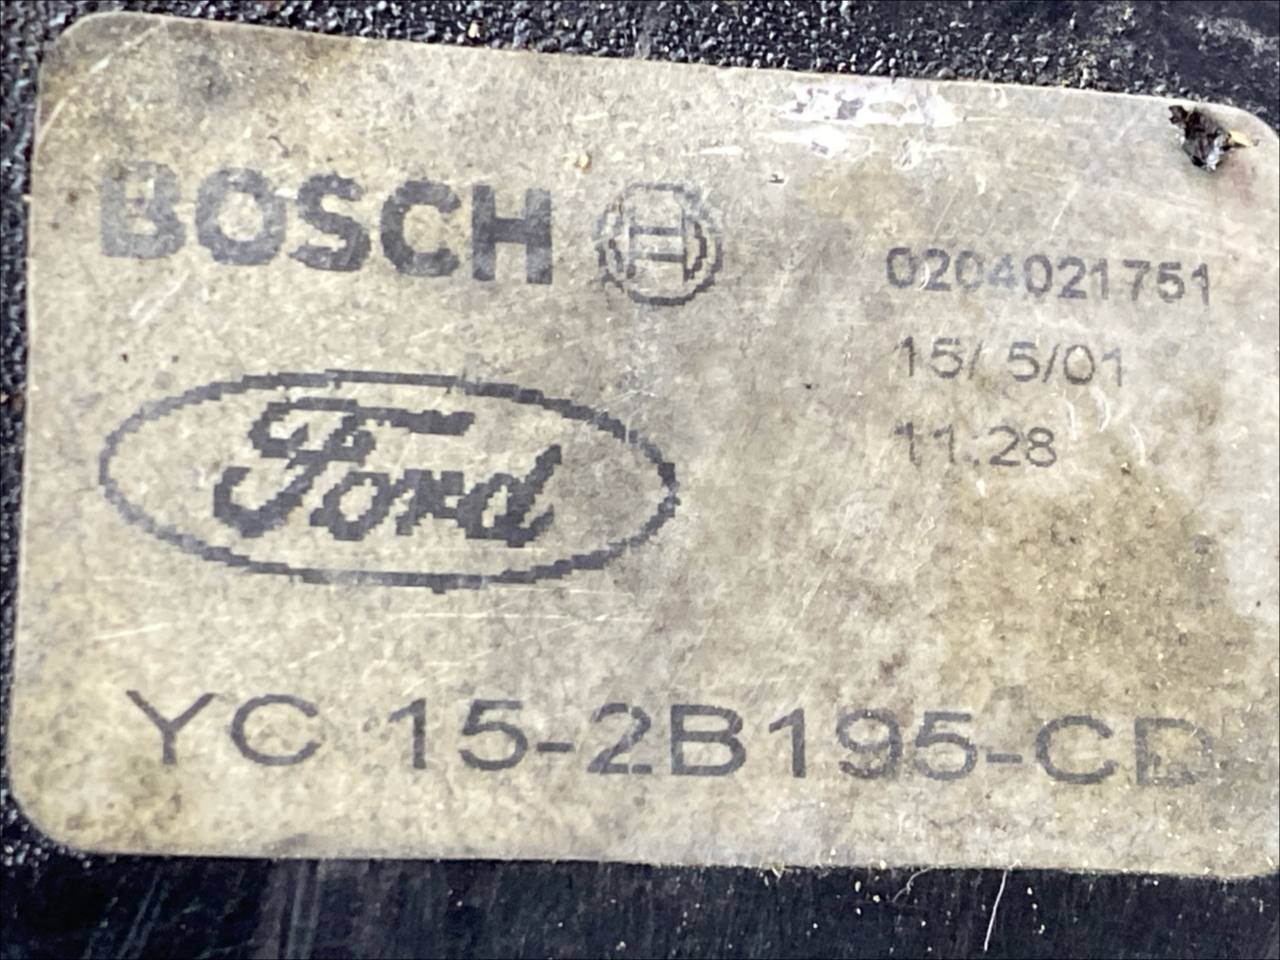 BOSCH
0204021751
15/ 5/01
11:28
Ford
YC 15-2B195-CD